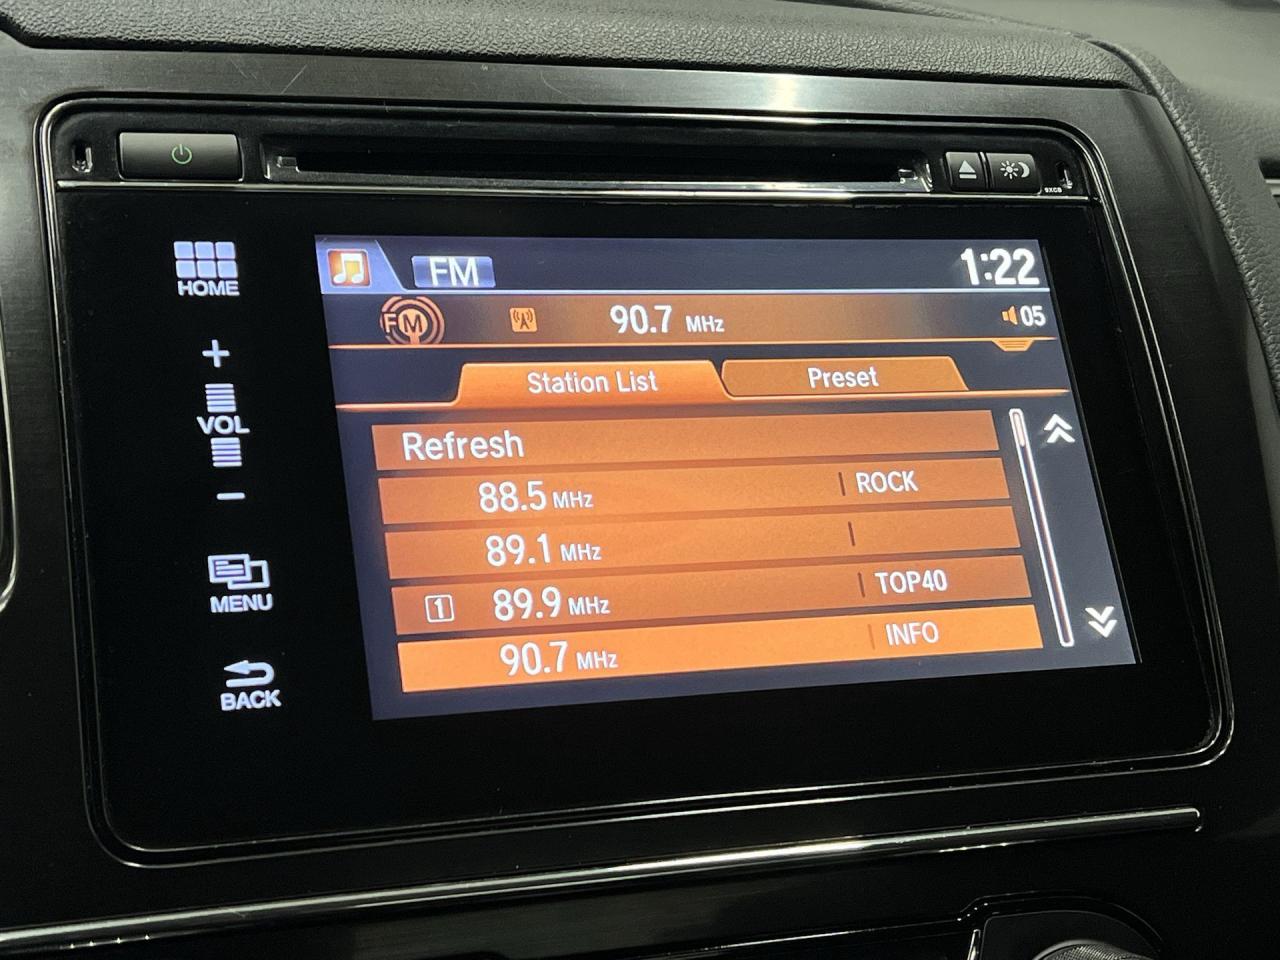 9XC8
HOME
VOL
MENU
BACK
FM
1:22
FM
90.7 MHz
05
Station List
Preset
Refresh
88.5 MHz ROCK
89.1 MHz
1 89.9 MHz TOP40
90.7 MHz INFO